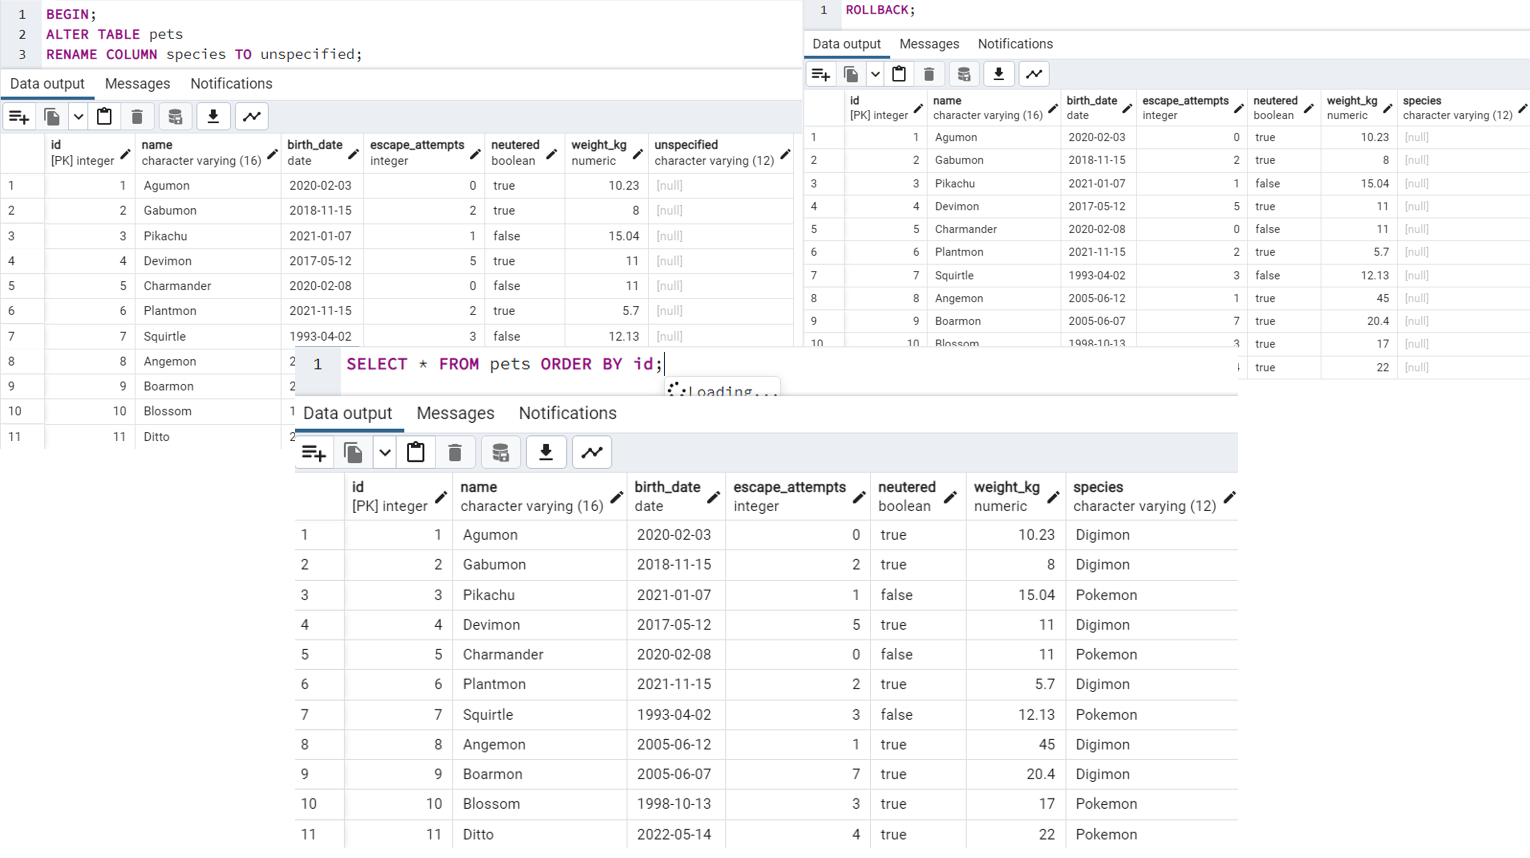 1 BEGIN;
2 ALTER TABLE pets
3 RENAME COLUMN species TO unspecified;
Data output Messages Notifications
id name birth_date escape_attempts neutered weight_kg unspecified
[PK] integer character varying (16) date integer boolean numeric character varying (12)
1 1 Agumon 2020-02-03 0 true 10.23 [null]
2 2 Gabumon 2018-11-15 2 true 8 [null]
3 3 Pikachu 2021-01-07 1 false 15.04 [null]
4 4 Devimon 2017-05-12 5 true 11 [null]
5 5 Charmander 2020-02-08 0 false 11 [null]
6 6 Plantmon 2021-11-15 2 true 5.7 [null]
7 7 Squirtle 1993-04-02 3 false 12.13 [null]
8 8 Angemon 2
9 9 Boarmon 2
10 10 Blossom 1
11 11 Ditto 2
1 ROLLBACK;
Data output Messages Notifications
id name birth_date escape_attempts neutered weight_kg species
[PK] integer character varying (16) date integer boolean numeric character varying (12)
1 1 Agumon 2020-02-03 0 true 10.23 [null]
2 2 Gabumon 2018-11-15 2 true 8 [null]
3 3 Pikachu 2021-01-07 1 false 15.04 [null]
4 4 Devimon 2017-05-12 5 true 11 [null]
5 5 Charmander 2020-02-08 0 false 11 [null]
6 6 Plantmon 2021-11-15 2 true 5.7 [null]
7 7 Squirtle 1993-04-02 3 false 12.13 [null]
8 8 Angemon 2005-06-12 1 true 45 [null]
9 9 Boarmon 2005-06-07 7 true 20.4 [null]
10 10 Blossom 1998-10-13 3 true 17 [null]
true 22 [null]
1 SELECT * FROM pets ORDER BY id;
Loading...
Data output Messages Notifications
id name birth_date escape_attempts neutered weight_kg species
[PK] integer character varying (16) date integer boolean numeric character varying (12)
1 1 Agumon 2020-02-03 0 true 10.23 Digimon
2 2 Gabumon 2018-11-15 2 true 8 Digimon
3 3 Pikachu 2021-01-07 1 false 15.04 Pokemon
4 4 Devimon 2017-05-12 5 true 11 Digimon
5 5 Charmander 2020-02-08 0 false 11 Pokemon
6 6 Plantmon 2021-11-15 2 true 5.7 Digimon
7 7 Squirtle 1993-04-02 3 false 12.13 Pokemon
8 8 Angemon 2005-06-12 1 true 45 Digimon
9 9 Boarmon 2005-06-07 7 true 20.4 Digimon
10 10 Blossom 1998-10-13 3 true 17 Pokemon
11 11 Ditto 2022-05-14 4 true 22 Pokemon